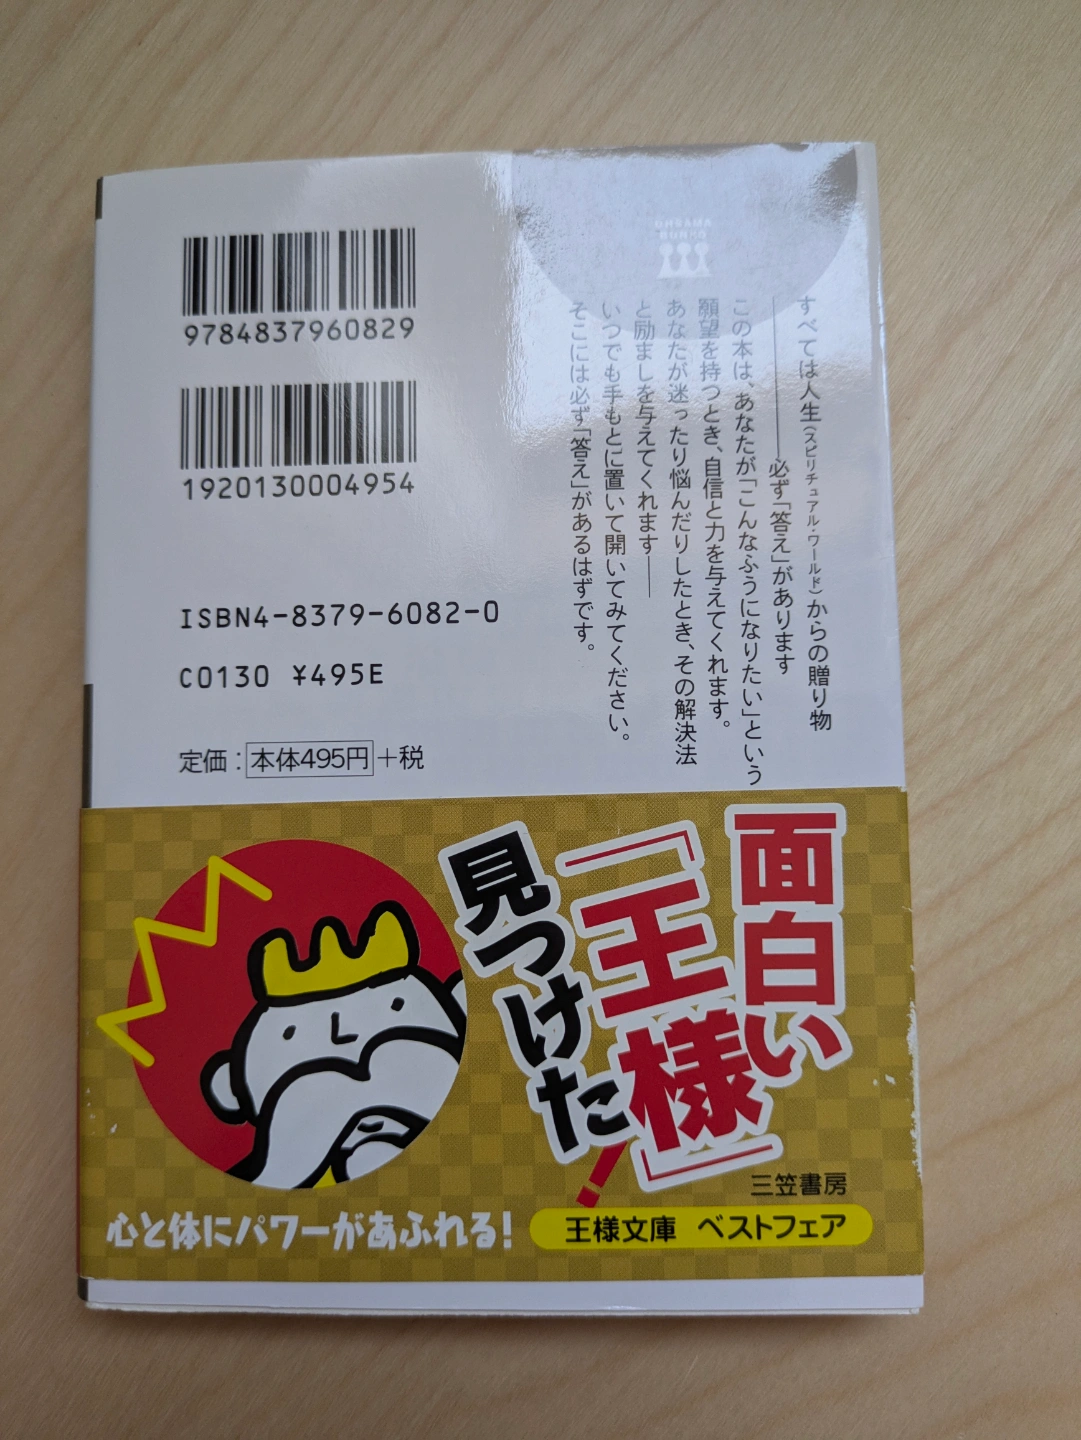 9784837960829
1920130004954
ISBN4-8379-6082-0
C0130 ¥495E
定価：本体495円＋税
OHSAMA
BUNKO
すべては人生（スピリチュアル・ワールド）からの贈り物
――必ず「答え」があります
この本は、あなたが「こんなふうになりたい」という
願望を持つとき、自信と力を与えてくれます。
あなたが迷ったり悩んだりしたとき、その解決法
と励ましを与えてくれます――
いつでも手もとに置いて開いてみてください。
そこには必ず「答え」があるはずです。
面白い
「王様」
見つけた！
三笠書房
心と体にパワーがあふれる！
王様文庫 ベストフェア